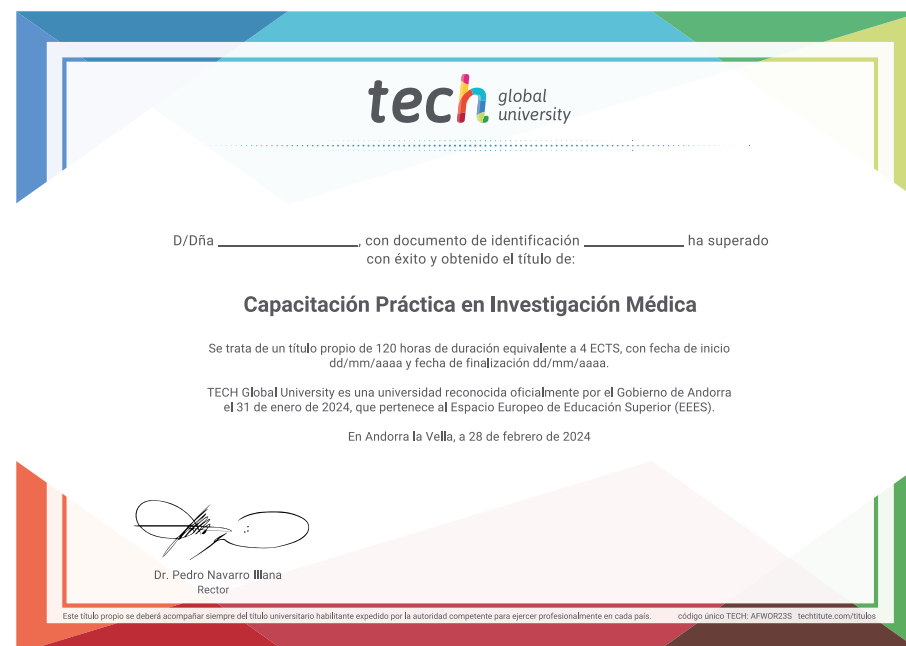 tech global university
D/Dña ____________________, con documento de identificación ______________ ha superado
con éxito y obtenido el título de:
Capacitación Práctica en Investigación Médica
Se trata de un título propio de 120 horas de duración equivalente a 4 ECTS, con fecha de inicio
dd/mm/aaaa y fecha de finalización dd/mm/aaaa.
TECH Global University es una universidad reconocida oficialmente por el Gobierno de Andorra
el 31 de enero de 2024, que pertenece al Espacio Europeo de Educación Superior (EEES).
En Andorra la Vella, a 28 de febrero de 2024
Dr. Pedro Navarro Illana
Rector
Este título propio se deberá acompañar siempre del título universitario habilitante expedido por la autoridad competente para ejercer profesionalmente en cada país. código único TECH: AFWOR23S techtitute.com/titulos